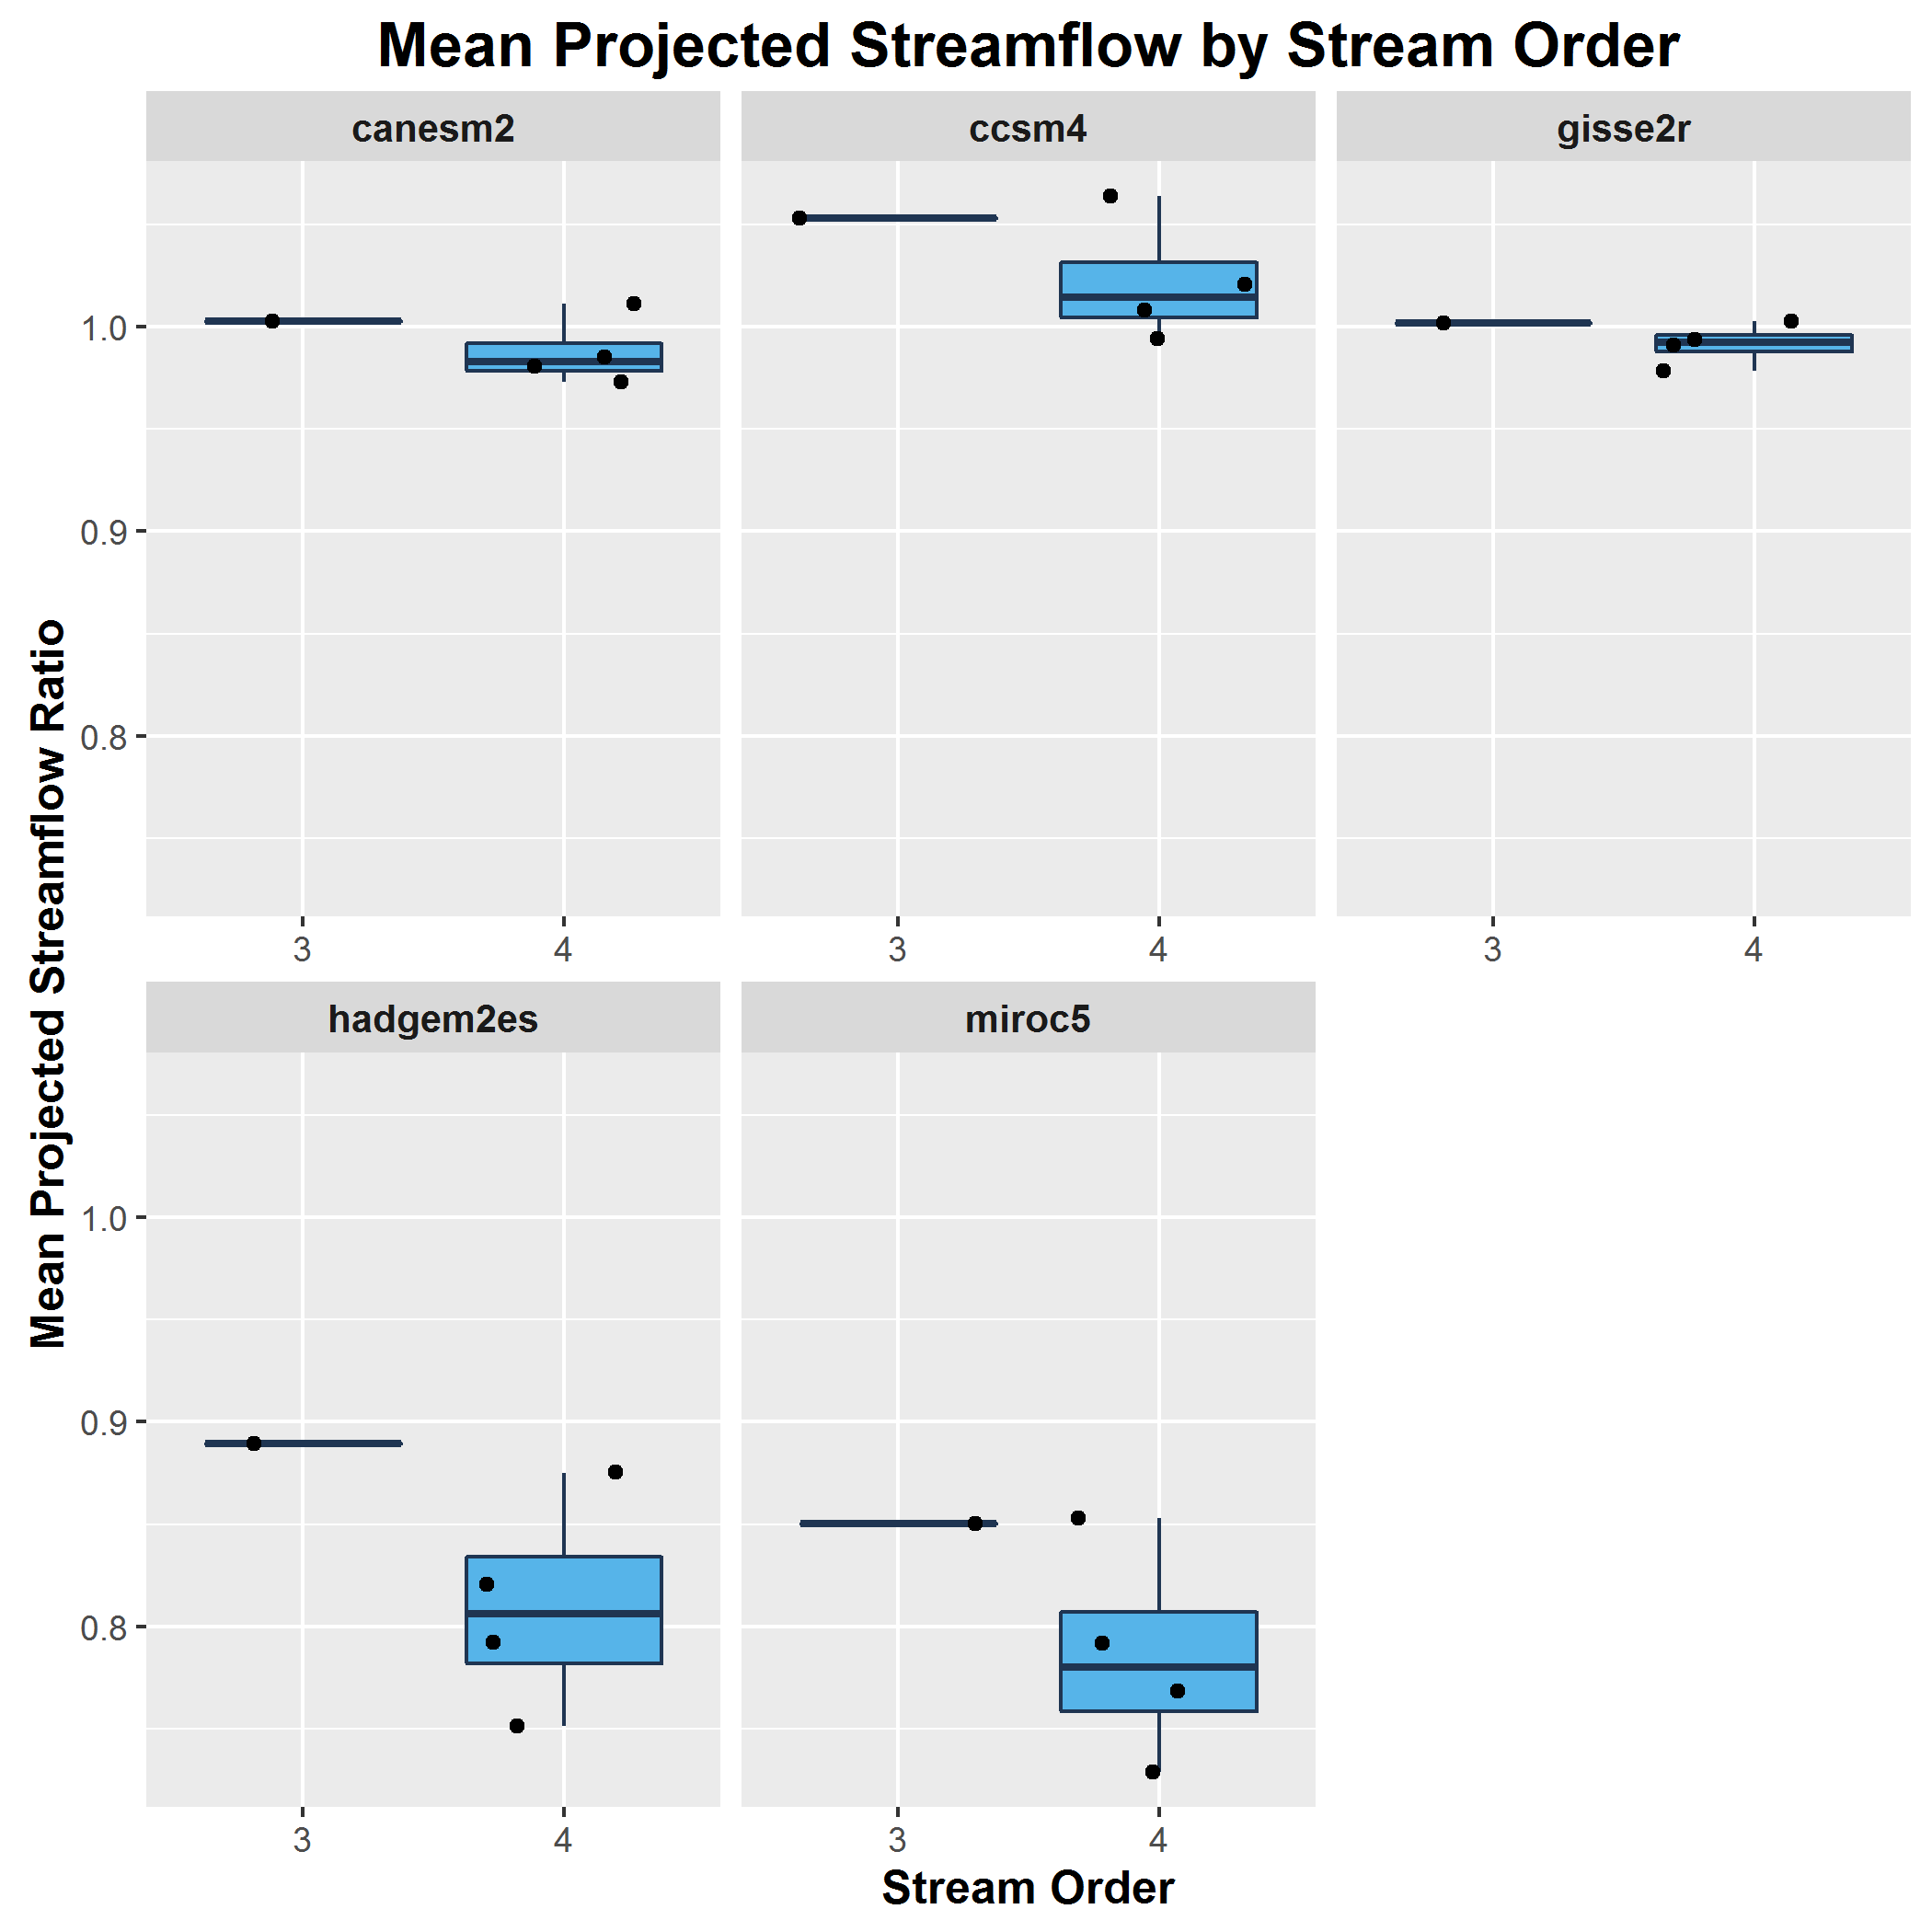 Mean Projected Streamflow by Stream Order
canesm2
ccsm4
gisse2r
1.0
0.9
0.8
3
4
3
4
3
4
Mean Projected Streamflow Ratio
hadgem2es
miroc5
1.0
0.9
0.8
3
4
3
4
Stream Order